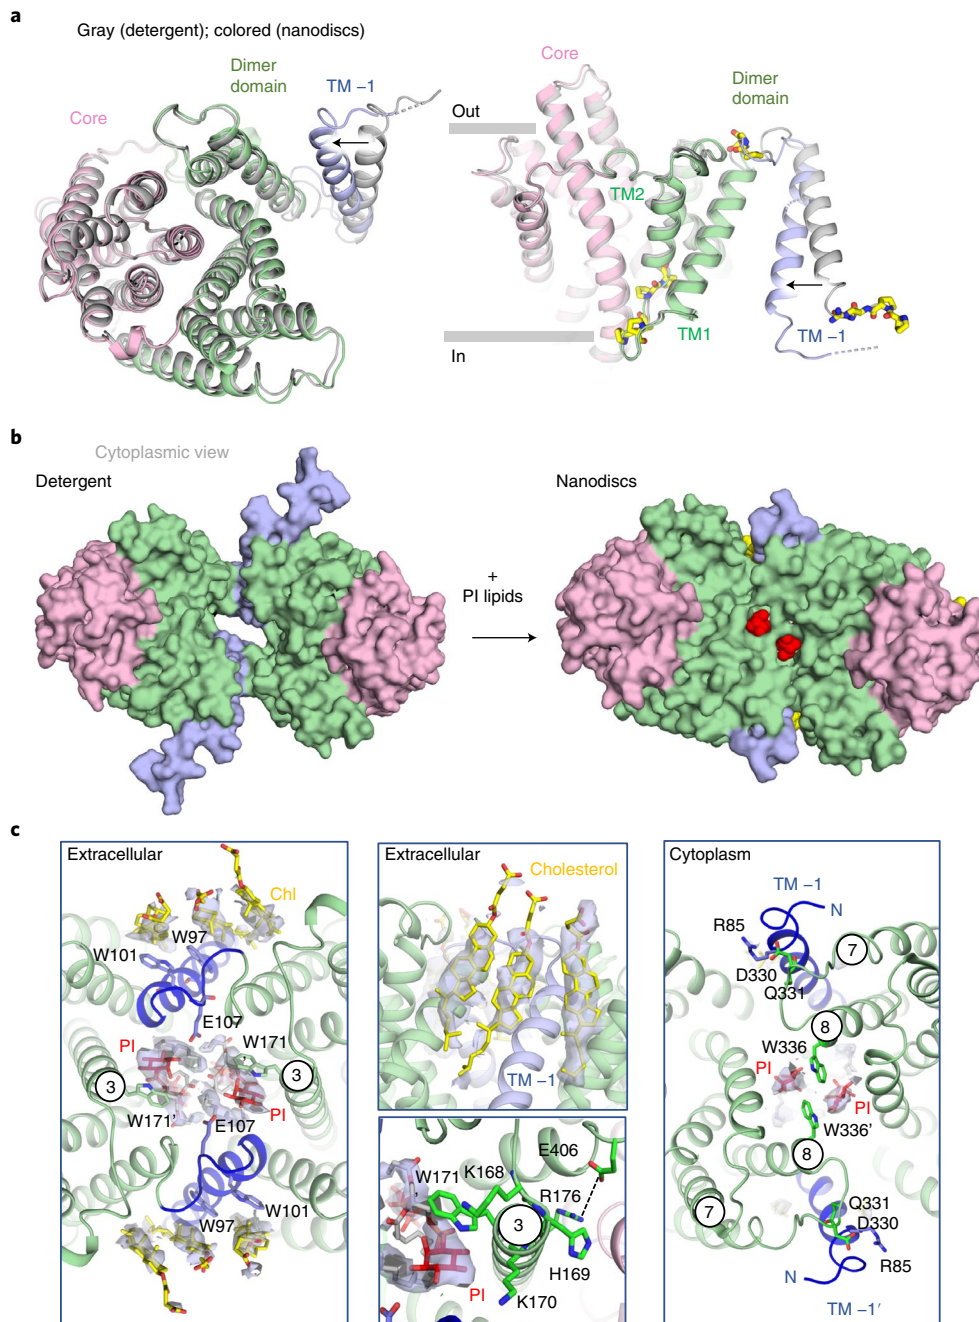 a
Gray (detergent); colored (nanodiscs)
Core
Dimer
domain
TM −1
Core
Out
Dimer
domain
TM2
TM1
TM −1
In
b
Cytoplasmic view
Detergent
+
PI lipids
Nanodiscs
c
Extracellular
Chl
W97
W101
E107
PI
W171
'
3
3
W171'
PI
E107
W97
W101
Extracellular
Cholesterol
TM −1
E406
W171
'
K168
R176
3
H169
PI
K170
Cytoplasm
TM −1
N
R85
7
D330
Q331
8
W336
PI
PI
W336'
8
7
Q331
D330
N
R85
TM −1'